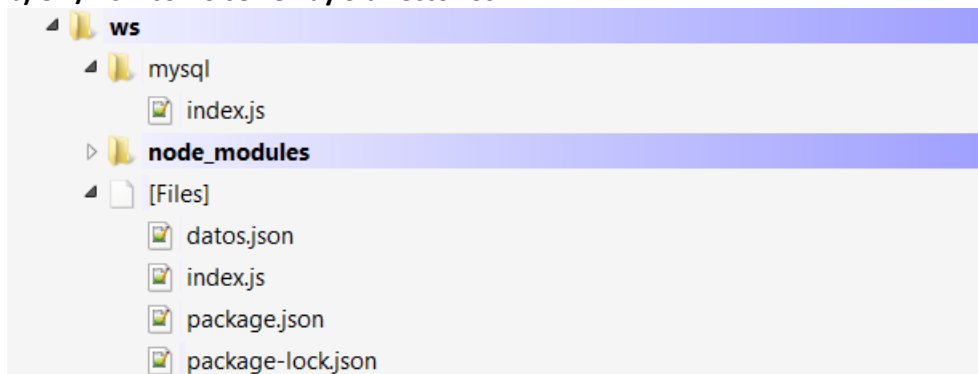 ws
mysql
index.js
node_modules
[Files]
datos.json
index.js
package.json
package-lock.json